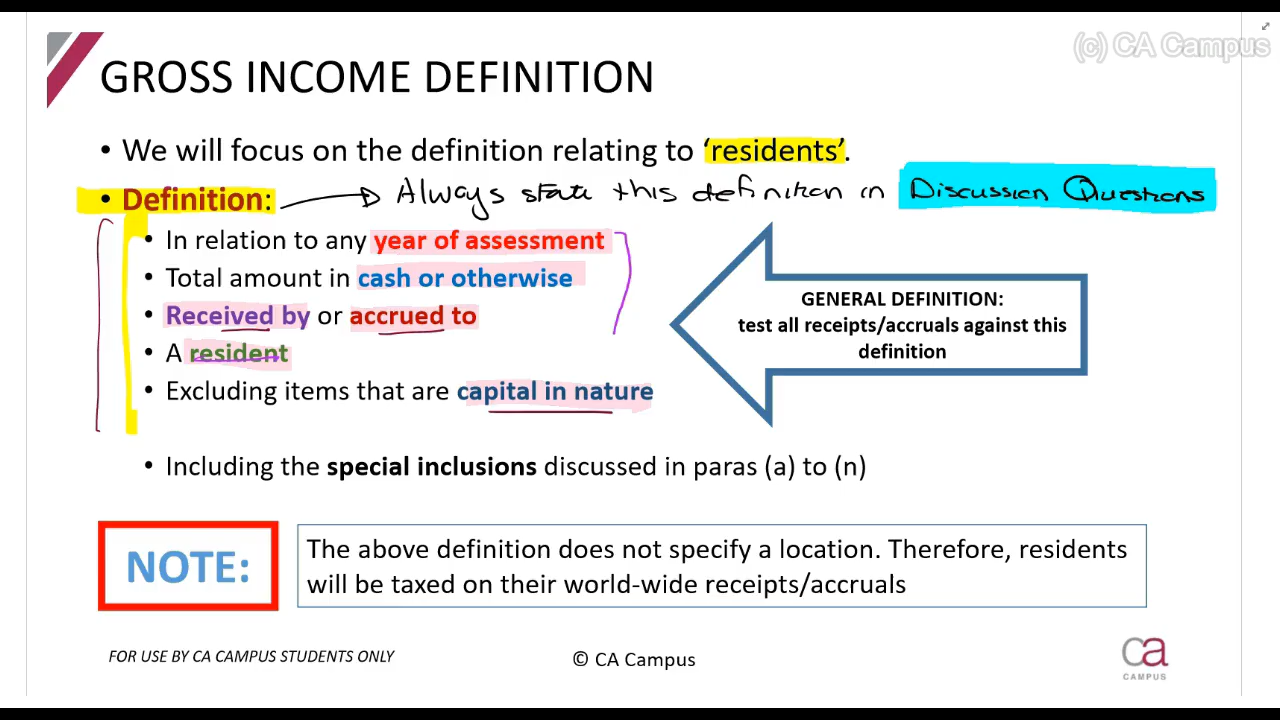 (c) CA Campus
GROSS INCOME DEFINITION
• We will focus on the definition relating to ‘residents’.
• Definition: → Always state this definition in Discussion Questions
• In relation to any year of assessment
• Total amount in cash or otherwise
• Received by or accrued to
• A resident
• Excluding items that are capital in nature
GENERAL DEFINITION:
test all receipts/accruals against this
definition
• Including the special inclusions discussed in paras (a) to (n)
NOTE:
The above definition does not specify a location. Therefore, residents
will be taxed on their world-wide receipts/accruals
FOR USE BY CA CAMPUS STUDENTS ONLY
© CA Campus
ca
CAMPUS